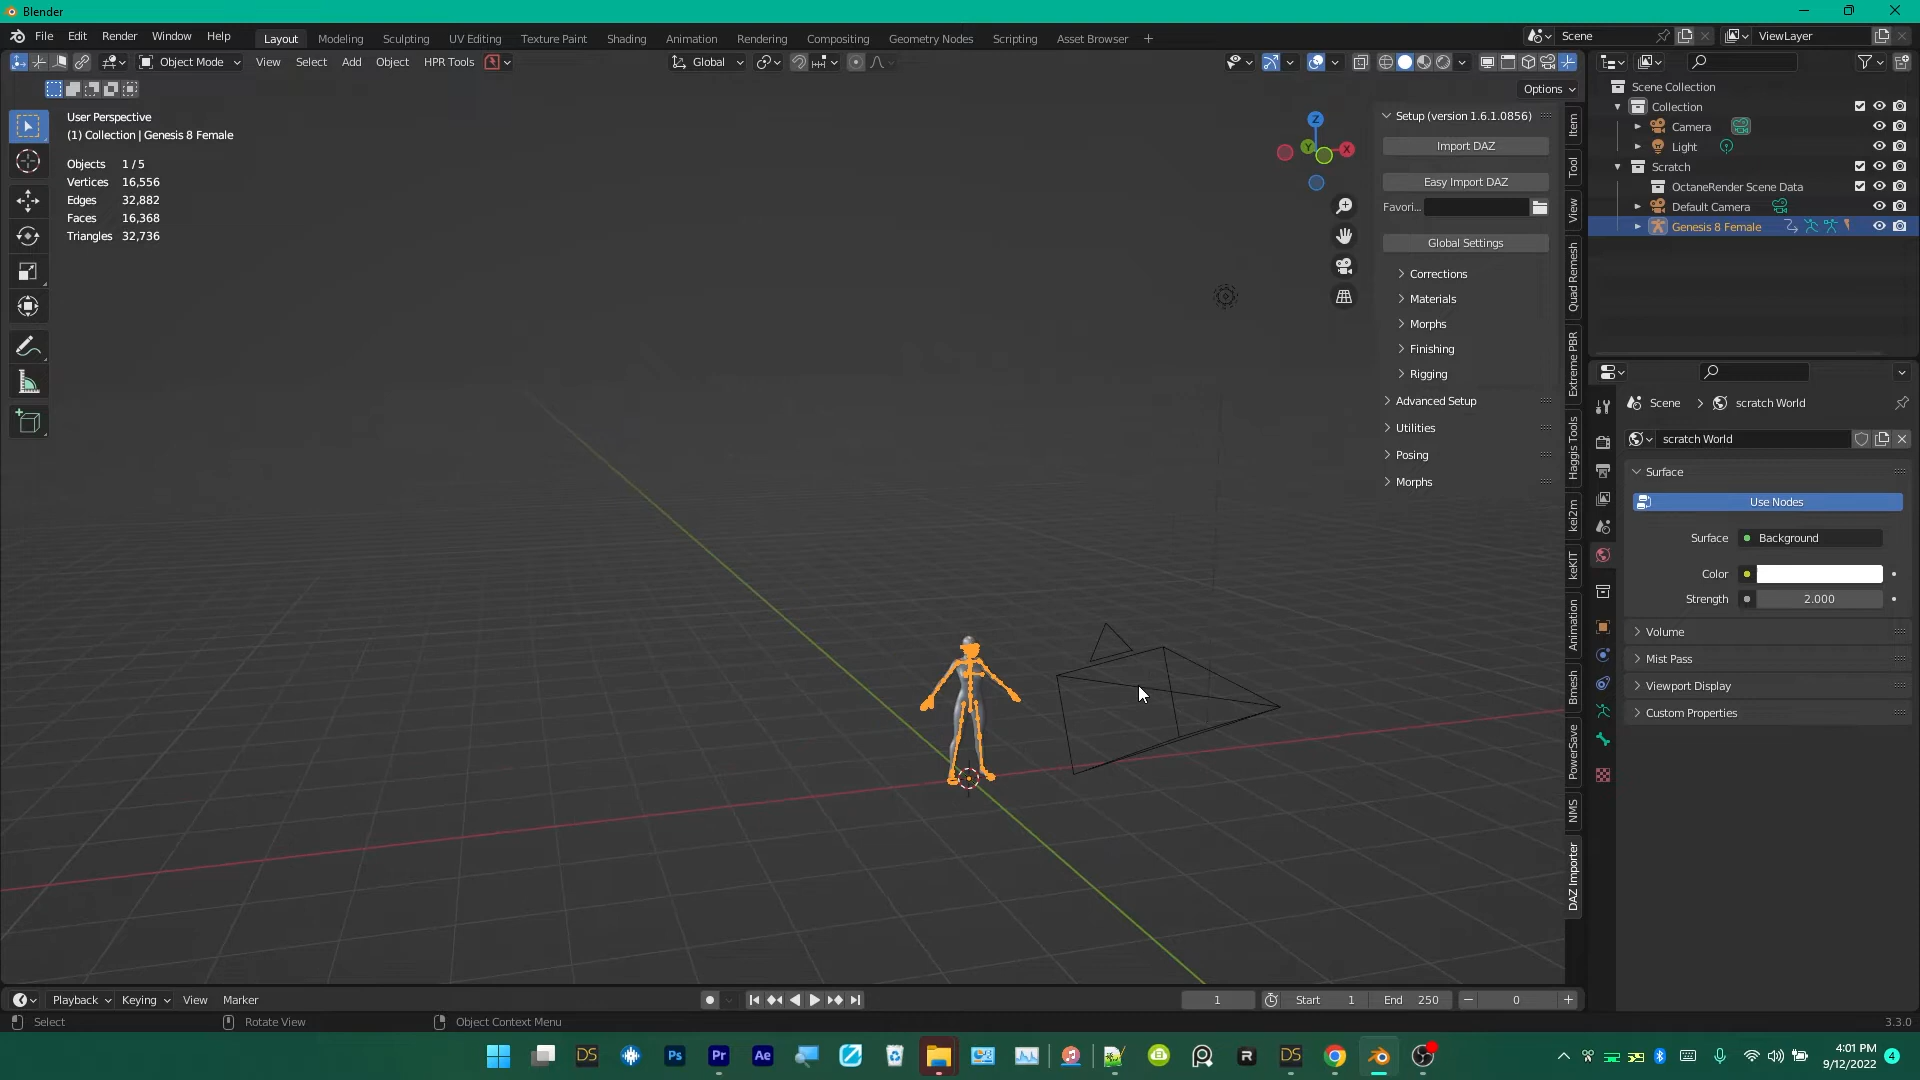 Blender
File Edit Render Window Help
Layout Modeling Sculpting UV Editing Texture Paint Shading Animation Rendering Compositing Geometry Nodes Scripting Asset Browser +
Scene
ViewLayer
Object Mode View Select Add Object HPR Tools
Global
Options
User Perspective
(1) Collection | Genesis 8 Female
Objects 1 / 5
Vertices 16,556
Edges 32,882
Faces 16,368
Triangles 32,736
Z
Y
X
Setup (version 1.6.1.0856)
Import DAZ
Easy Import DAZ
Favori...
Global Settings
Corrections
Materials
Morphs
Finishing
Rigging
Advanced Setup
Utilities
Posing
Morphs
Item
Tool
View
Quad Remesh
Extreme PBR
Haggis Tools
kei2m
keKIT
Animation
Bmesh
PowerSave
NMS
DAZ Importer
Scene Collection
Collection
Camera
Light
Scratch
OctaneRender Scene Data
Default Camera
Genesis 8 Female
Scene > scratch World
scratch World
Surface
Use Nodes
Surface Background
Color
Strength 2.000
Volume
Mist Pass
Viewport Display
Custom Properties
Playback Keying View Marker
1
Start 1
End 250
0
Select
Rotate View
Object Context Menu
3.3.0
DS
Ps
Pr
Ae
R
DS
4:01 PM
9/12/2022
4